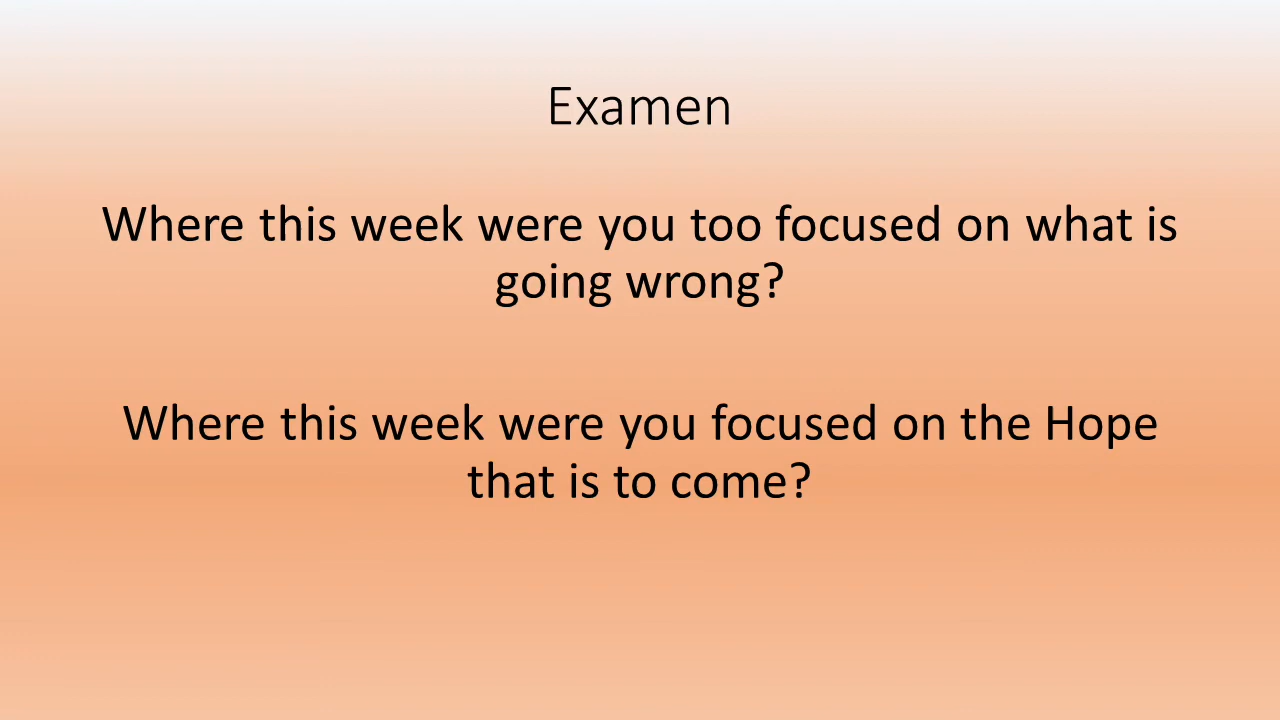 Examen
Where this week were you too focused on what is
going wrong?
Where this week were you focused on the Hope
that is to come?